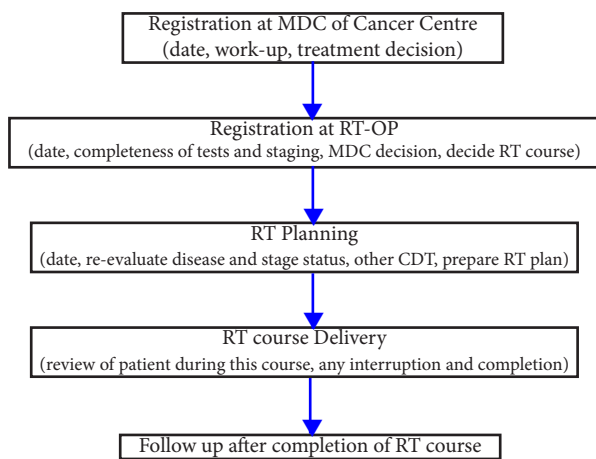 Registration at MDC of Cancer Centre
(date, work-up, treatment decision)
Registration at RT-OP
(date, completeness of tests and staging, MDC decision, decide RT course)
RT Planning
(date, re-evaluate disease and stage status, other CDT, prepare RT plan)
RT course Delivery
(review of patient during this course, any interruption and completion)
Follow up after completion of RT course